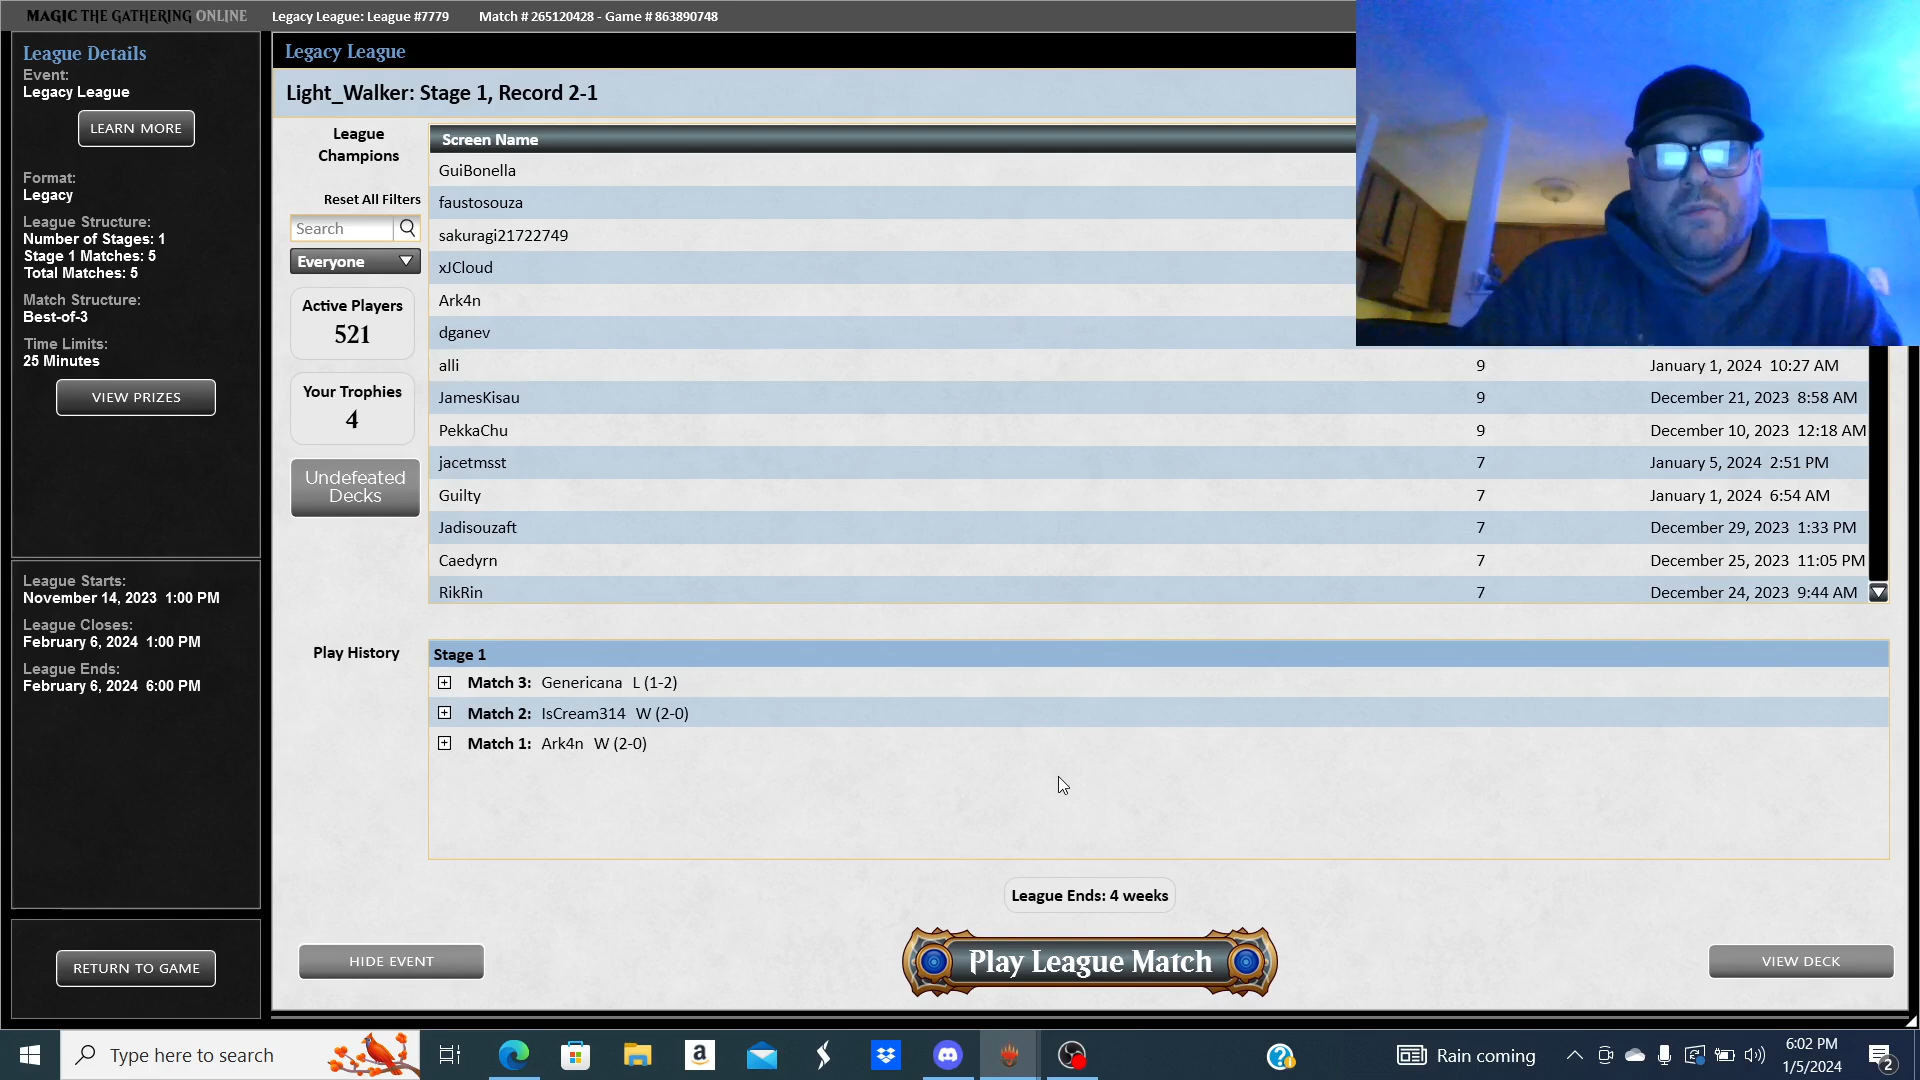 MAGIC THE GATHERING ONLINE
Legacy League: League #7779
Match # 265120428 - Game # 863890748
League Details
Event:
Legacy League
LEARN MORE
Format:
Legacy
League Structure:
Number of Stages: 1
Stage 1 Matches: 5
Total Matches: 5
Match Structure:
Best-of-3
Time Limits:
25 Minutes
VIEW PRIZES
League Starts:
November 14, 2023 1:00 PM
League Closes:
February 6, 2024 1:00 PM
League Ends:
February 6, 2024 6:00 PM
RETURN TO GAME
Legacy League
Light_Walker: Stage 1, Record 2-1
League
Champions
Reset All Filters
Search
Everyone
Active Players
521
Your Trophies
4
Undefeated
Decks
Screen Name
GuiBonella
faustosouza
sakuragi21722749
xJCloud
Ark4n
dganev
alli 9 January 1, 2024 10:27 AM
JamesKisau 9 December 21, 2023 8:58 AM
PekkaChu 9 December 10, 2023 12:18 AM
jacetmsst 7 January 5, 2024 2:51 PM
Guilty 7 January 1, 2024 6:54 AM
Jadisouzaft 7 December 29, 2023 1:33 PM
Caedyrn 7 December 25, 2023 11:05 PM
RikRin 7 December 24, 2023 9:44 AM
Play History
Stage 1
Match 3: Genericana L (1-2)
Match 2: IsCream314 W (2-0)
Match 1: Ark4n W (2-0)
League Ends: 4 weeks
HIDE EVENT
Play League Match
VIEW DECK
Type here to search
Rain coming
6:02 PM
1/5/2024
2